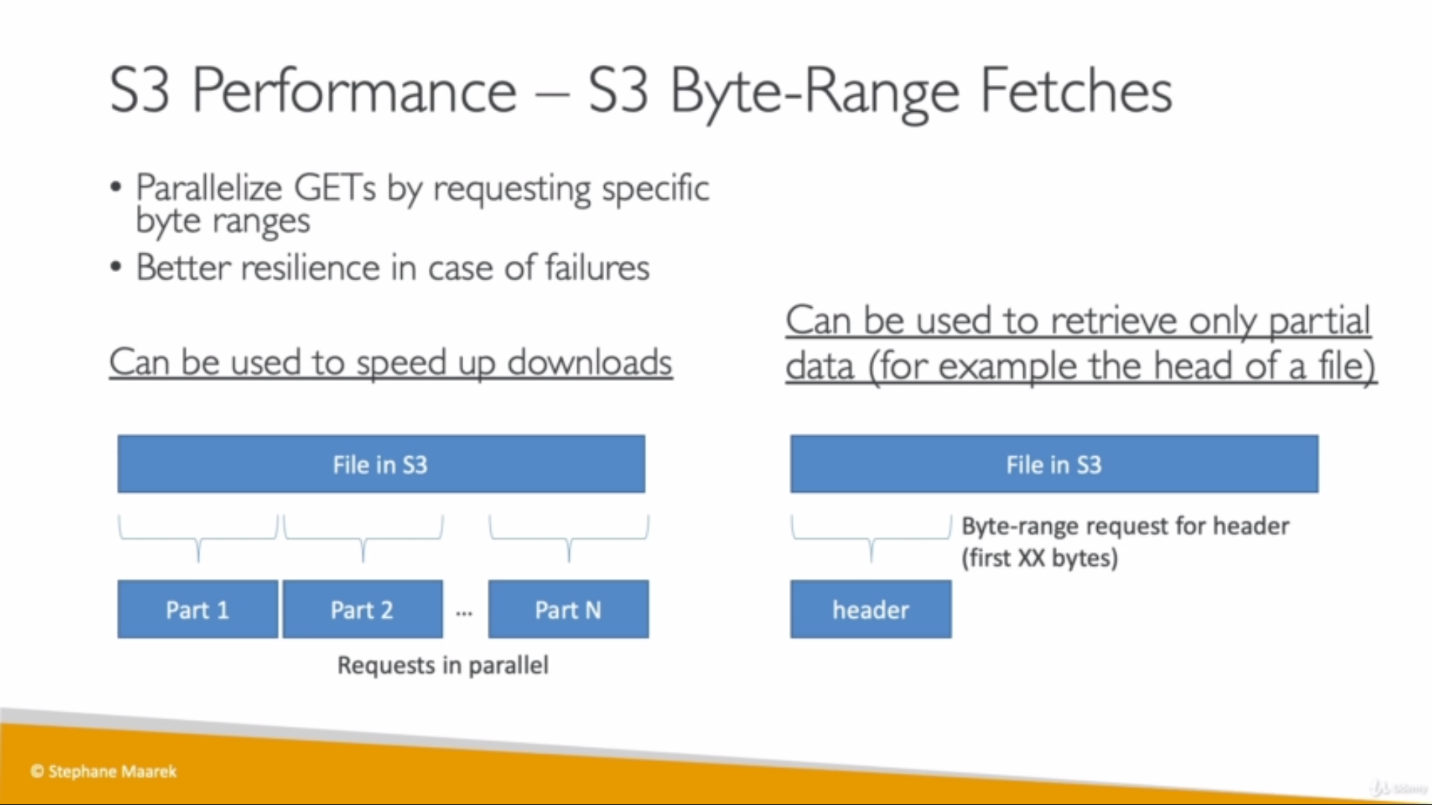 S3 Performance – S3 Byte-Range Fetches
• Parallelize GETs by requesting specific
byte ranges
• Better resilience in case of failures
Can be used to speed up downloads
File in S3
Part 1
Part 2
...
Part N
Requests in parallel
Can be used to retrieve only partial
data (for example the head of a file)
File in S3
Byte-range request for header
(first XX bytes)
header
© Stephane Maarek
Udemy